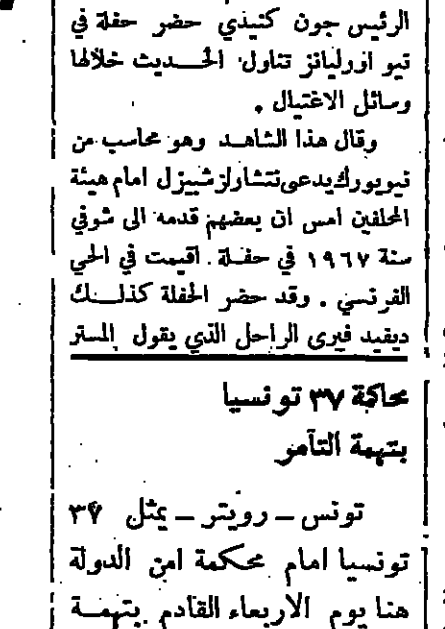 الرئيس جون كنيدي حضر حفلة في
نيو اورليانز تناول الحديث خلالها
وسائل الاغتيال .
وقال هذا الشاهد وهو محاسب من
نيويورك يدعى تشارلز شبيزل امام هيئة
المحلفين امس ان بعضهم قدمه الى شوفي
سنة ١٩٦٧ في حفلة . اقيمت في الحي
الفرنسي . وقد حضر الحفلة كذلك
ديفيد فيرى الراحل الذي يقول المستر
محاكمة ٣٧ تونسيا
بتهمة التآمر
تونس – رويتر – يمثل ٣٧
تونسيا امام محكمة امن الدولة
هنا يوم الاربعاء القادم بتهمة